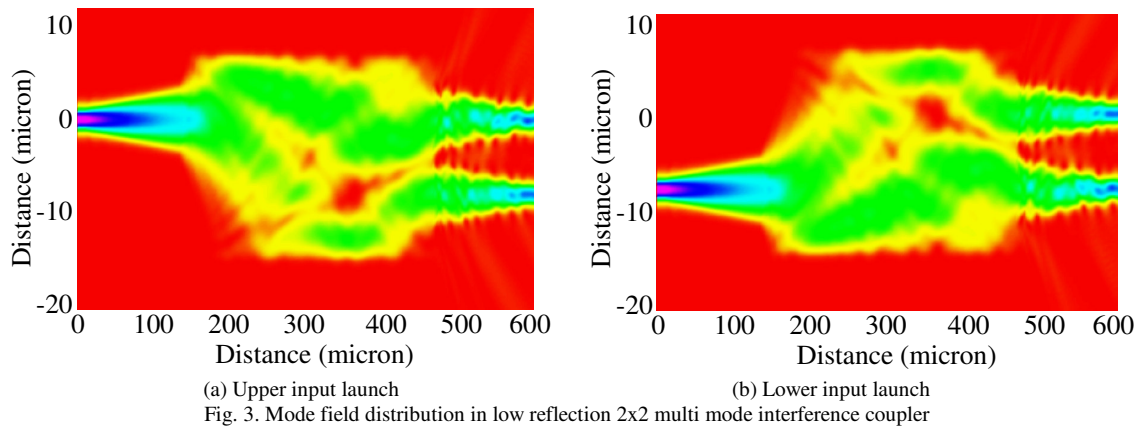 10
0
-10
-20
Distance (micron)
0 100 200 300 400 500 600
Distance (micron)
(a) Upper input launch
10
0
-10
-20
Distance (micron)
0 100 200 300 400 500 600
Distance (micron)
(b) Lower input launch
Fig. 3. Mode field distribution in low reflection 2x2 multi mode interference coupler